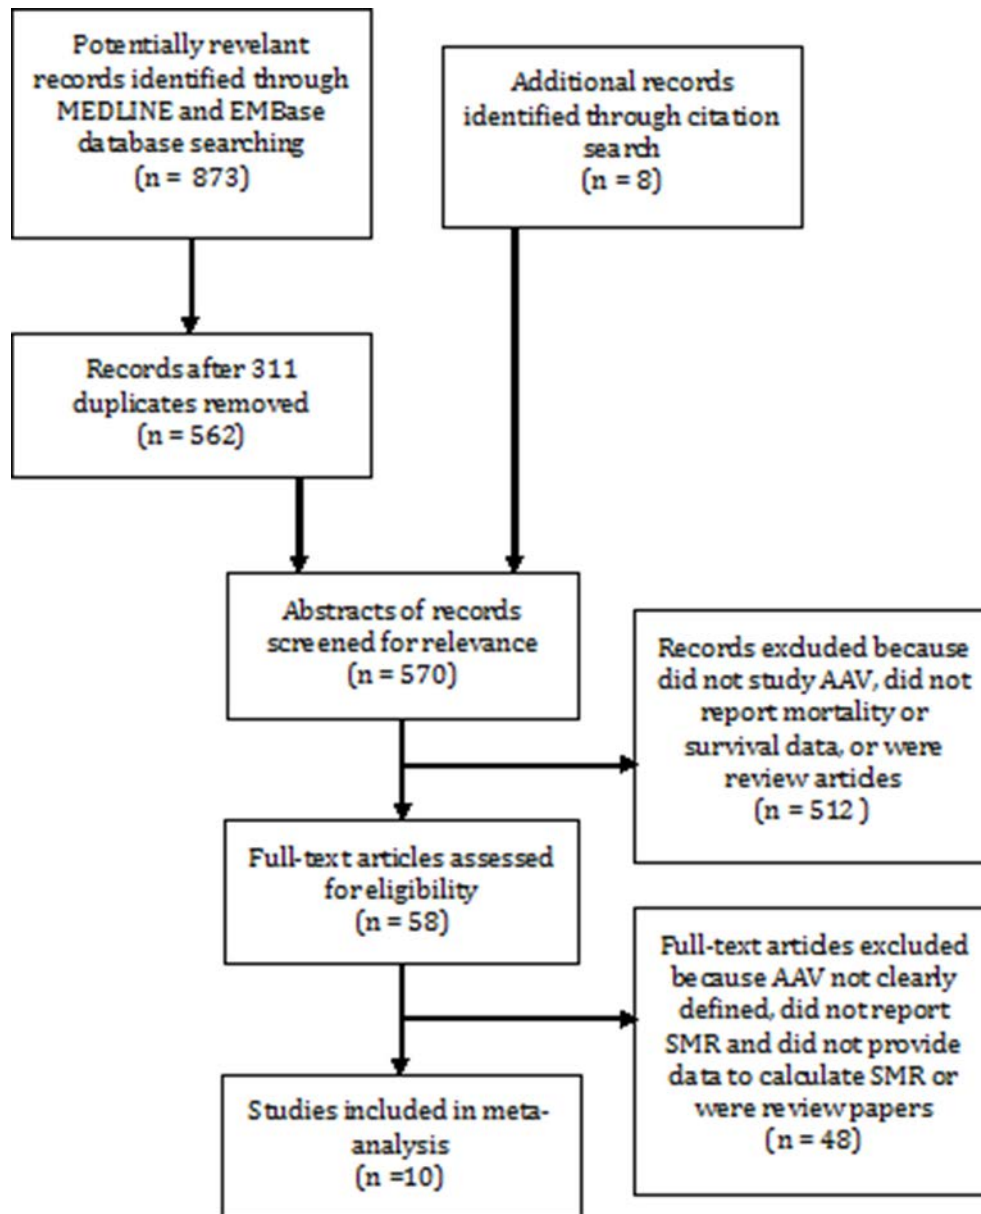 Potentially revelant
records identified through
MEDLINE and EMBase
database searching
(n = 873)
Additional records
identified through citation
search
(n = 8)
Records after 311
duplicates removed
(n = 562)
Abstracts of records
screened for relevance
(n = 570)
Records excluded because
did not study AAV, did not
report mortality or
survival data, or were
review articles
(n = 512 )
Full-text articles assessed
for eligibility
(n = 58)
Full-text articles excluded
because AAV not clearly
defined, did not report
SMR and did not provide
data to calculate SMR or
were review papers
(n = 48)
Studies included in meta-
analysis
(n =10)